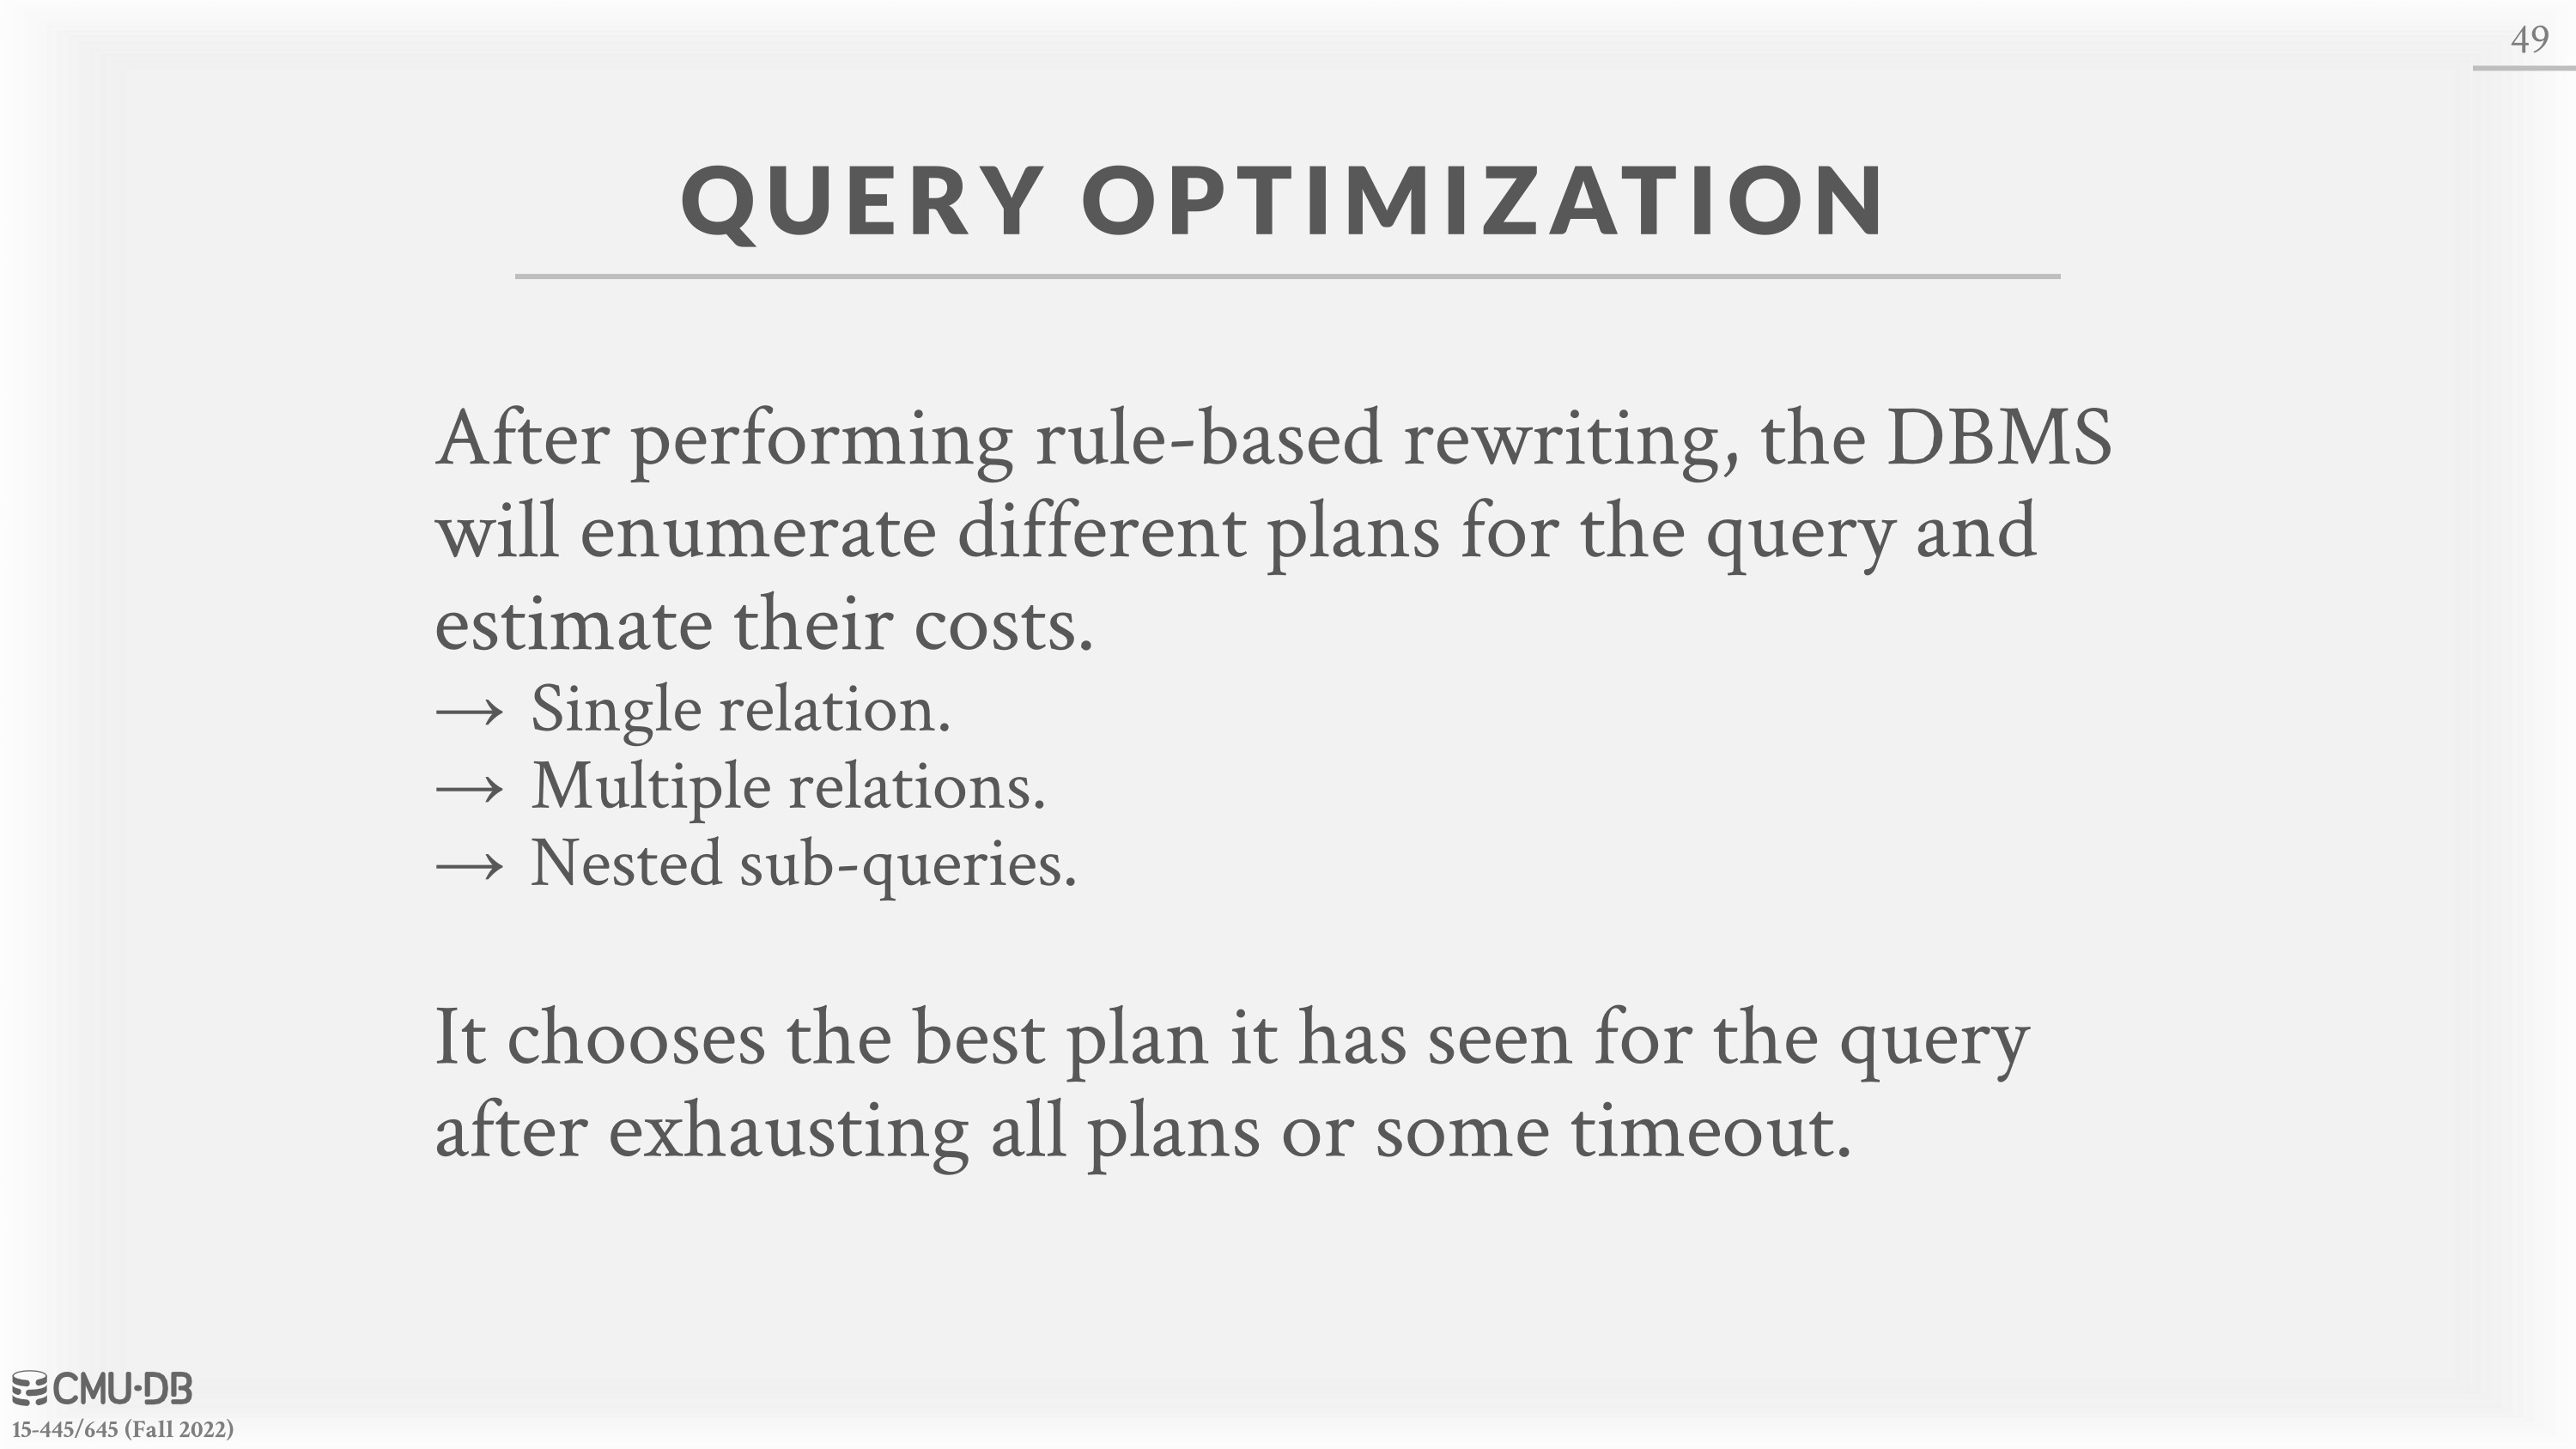 49
QUERY OPTIMIZATION
After performing rule-based rewriting, the DBMS
will enumerate different plans for the query and
estimate their costs.
→ Single relation.
→ Multiple relations.
→ Nested sub-queries.
It chooses the best plan it has seen for the query
after exhausting all plans or some timeout.
CMU·DB
15-445/645 (Fall 2022)